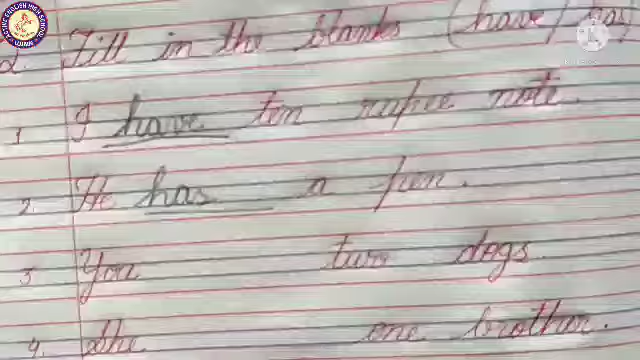 2. Fill in the blanks (have / has)
1 I have ten rupee note.
2. He has a pen.
3 You two dogs
4. She one brother.